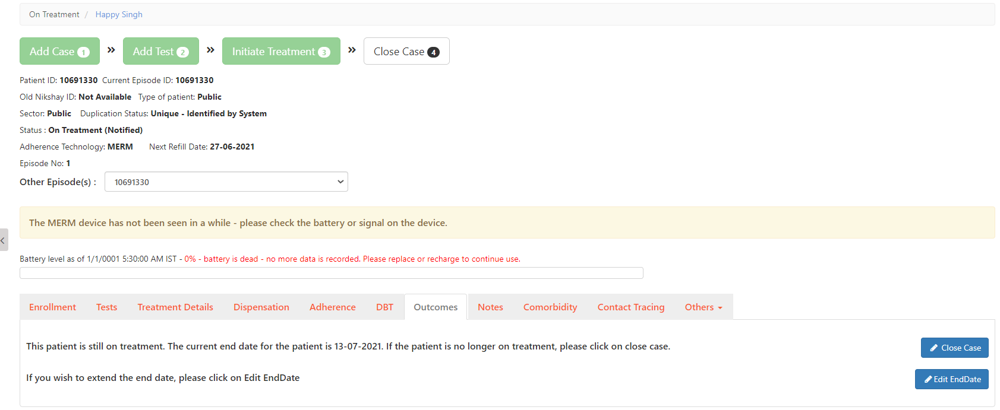 On Treatment / Happy Singh
Add Case 1 » Add Test 2 » Initiate Treatment 3 » Close Case 4
Patient ID: 10691330 Current Episode ID: 10691330
Old Nikshay ID: Not Available Type of patient: Public
Sector: Public Duplication Status: Unique - Identified by System
Status : On Treatment (Notified)
Adherence Technology: MERM Next Refill Date: 27-06-2021
Episode No: 1
Other Episode(s) : 10691330
The MERM device has not been seen in a while - please check the battery or signal on the device.
Battery level as of 1/1/0001 5:30:00 AM IST - 0% - battery is dead - no more data is recorded. Please replace or recharge to continue use.
Enrollment Tests Treatment Details Dispensation Adherence DBT Outcomes Notes Comorbidity Contact Tracing Others
This patient is still on treatment. The current end date for the patient is 13-07-2021. If the patient is no longer on treatment, please click on close case. Close Case
If you wish to extend the end date, please click on Edit EndDate Edit EndDate